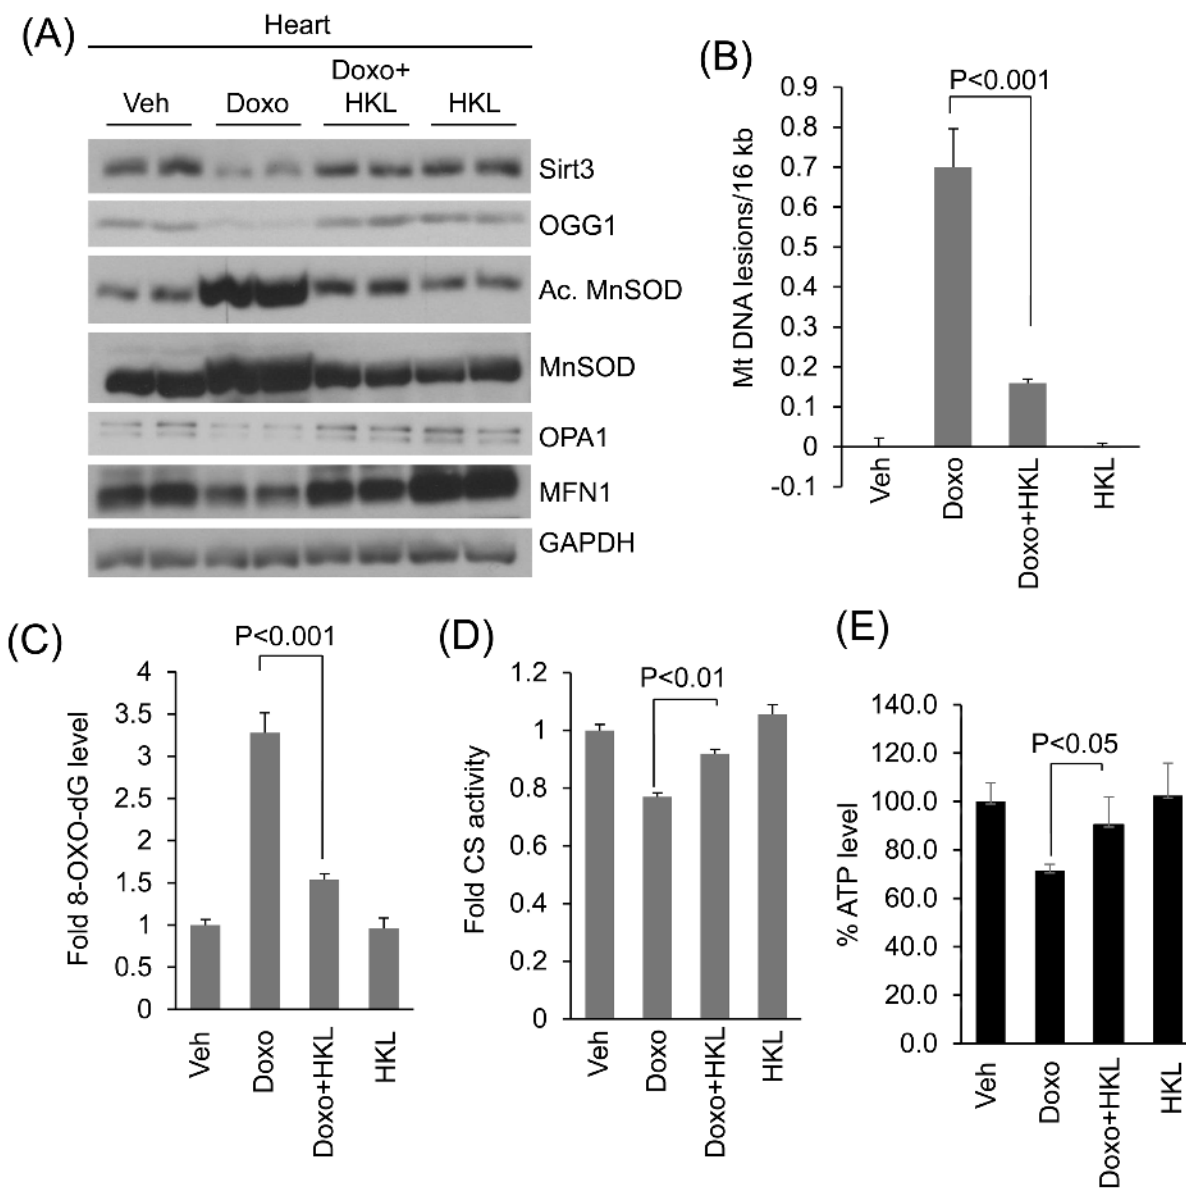 (A)
Heart
Veh Doxo Doxo+ HKL HKL
Sirt3
OGG1
Ac. MnSOD
MnSOD
OPA1
MFN1
GAPDH
(B)
P<0.001
Mt DNA lesions/16 kb
0.9
0.8
0.7
0.6
0.5
0.4
0.3
0.2
0.1
0
-0.1
Veh
Doxo
Doxo+HKL
HKL
(C)
P<0.001
Fold 8-OXO-dG level
4
3.5
3
2.5
2
1.5
1
0.5
0
Veh
Doxo
Doxo+HKL
HKL
(D)
P<0.01
Fold CS activity
1.2
1
0.8
0.6
0.4
0.2
0
Veh
Doxo
Doxo+HKL
HKL
(E)
P<0.05
% ATP level
140.0
120.0
100.0
80.0
60.0
40.0
20.0
0.0
Veh
Doxo
Doxo+HKL
HKL